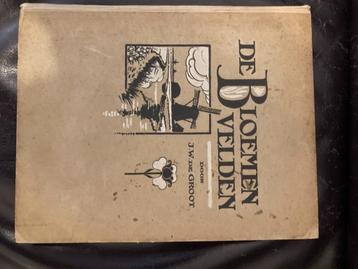 DE
BLOEMEN
VELDEN
DOOR
J.W. DE GROOT.